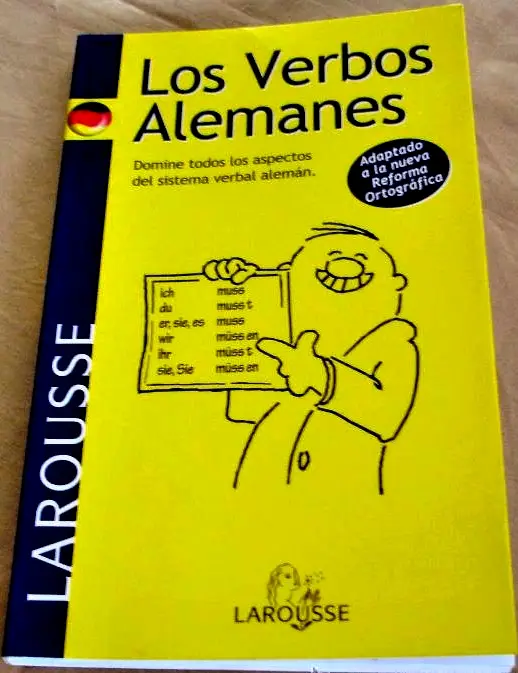 Los Verbos
Alemanes
Domine todos los aspectos
del sistema verbal alemán.
Adaptado
a la nueva
Reforma
Ortográfica
ich muss
du muss t
er, sie, es muss
wir müss en
ihr müss t
sie, Sie müss en
LAROUSSE
LAROUSSE